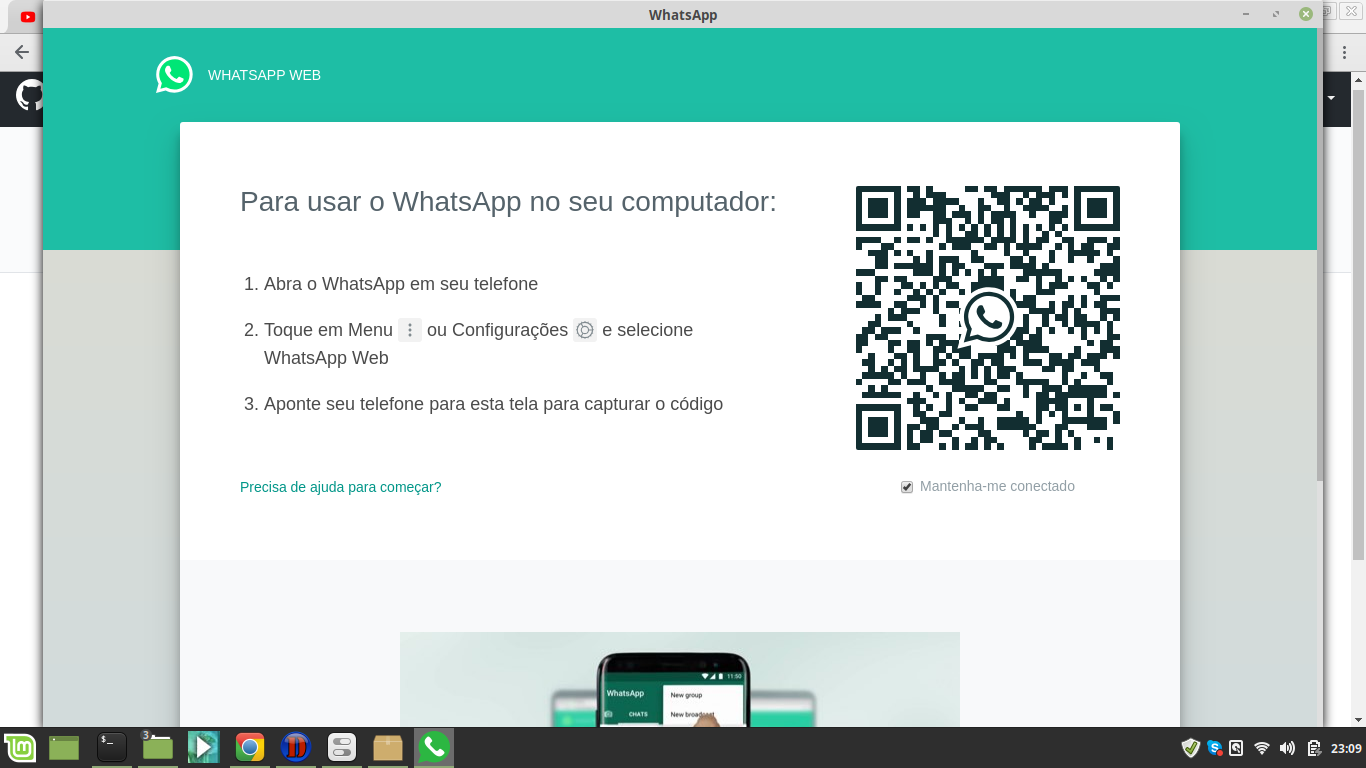 WhatsApp
WHATSAPP WEB
Para usar o WhatsApp no seu computador:
1. Abra o WhatsApp em seu telefone
2. Toque em Menu ou Configurações e selecione
WhatsApp Web
3. Aponte seu telefone para esta tela para capturar o código
Precisa de ajuda para começar?
Mantenha-me conectado
11:50
WhatsApp
New group
CHATS
New broadcast
$_
3
23:09